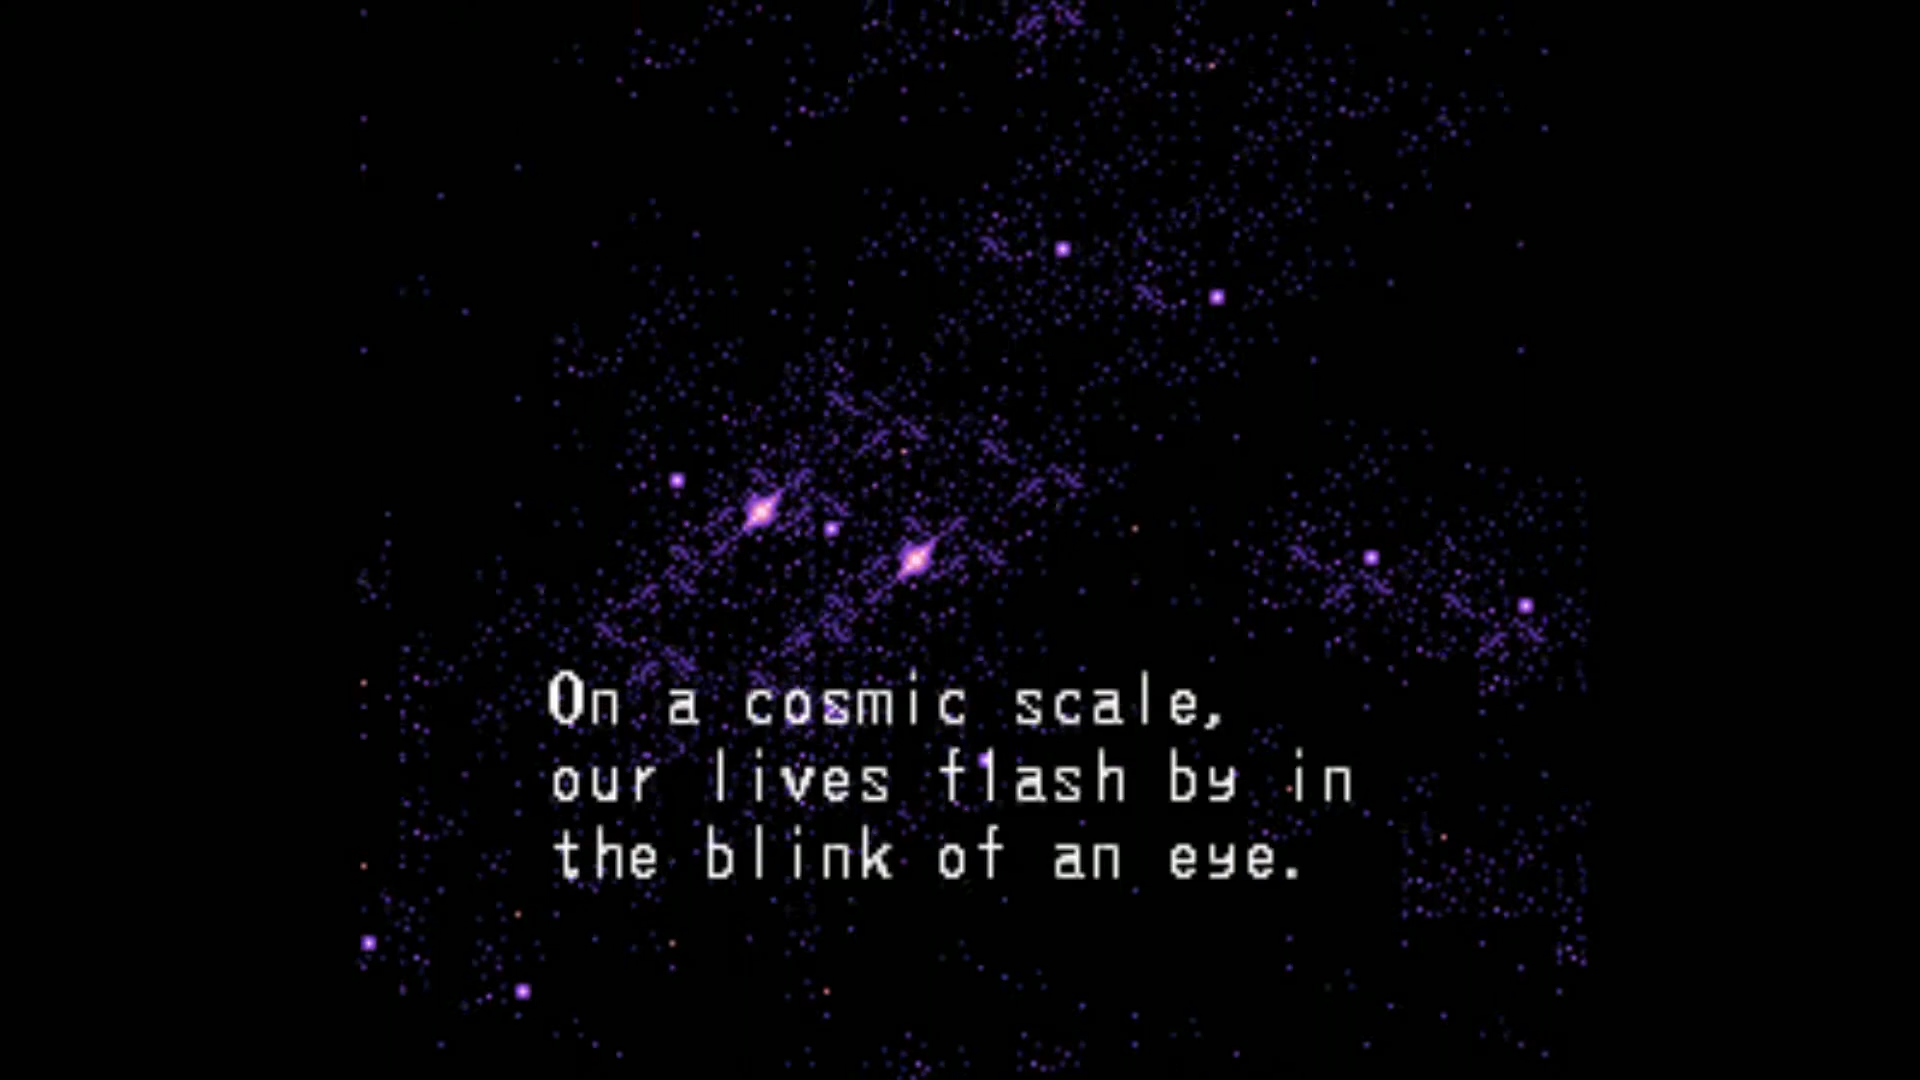 On a cosmic scale,
our lives flash by in
the blink of an eye.